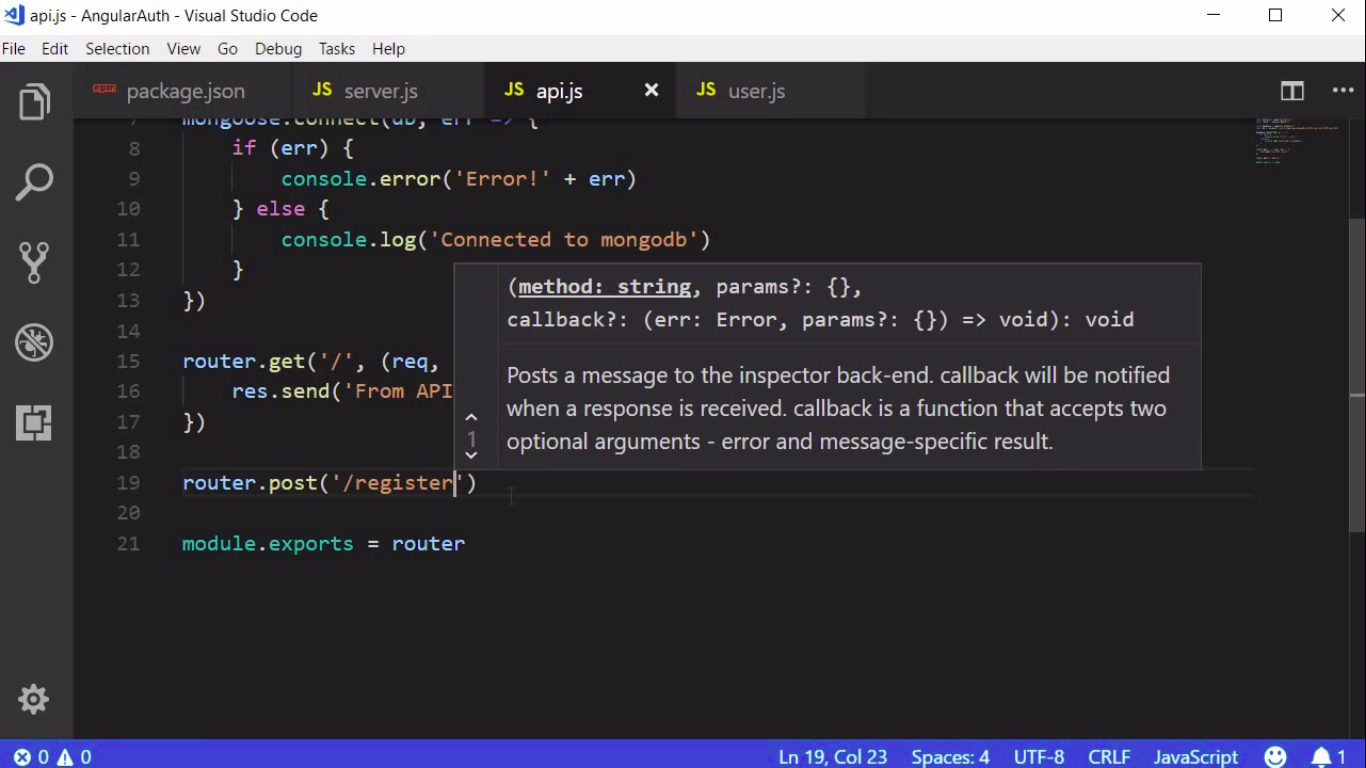 api.js - AngularAuth - Visual Studio Code
File Edit Selection View Go Debug Tasks Help
npm package.json JS server.js JS api.js JS user.js
7 mongoose.connect(db, err => {
8 if (err) {
9 console.error('Error!' + err)
10 } else {
11 console.log('Connected to mongodb')
12 }
13 })
14
15 router.get('/', (req,
16 res.send('From API
17 })
18
19 router.post('/register')
20
21 module.exports = router
(method: string, params?: {},
callback?: (err: Error, params?: {}) => void): void
Posts a message to the inspector back-end. callback will be notified
when a response is received. callback is a function that accepts two
optional arguments - error and message-specific result.
1
0 0 Ln 19, Col 23 Spaces: 4 UTF-8 CRLF JavaScript 1